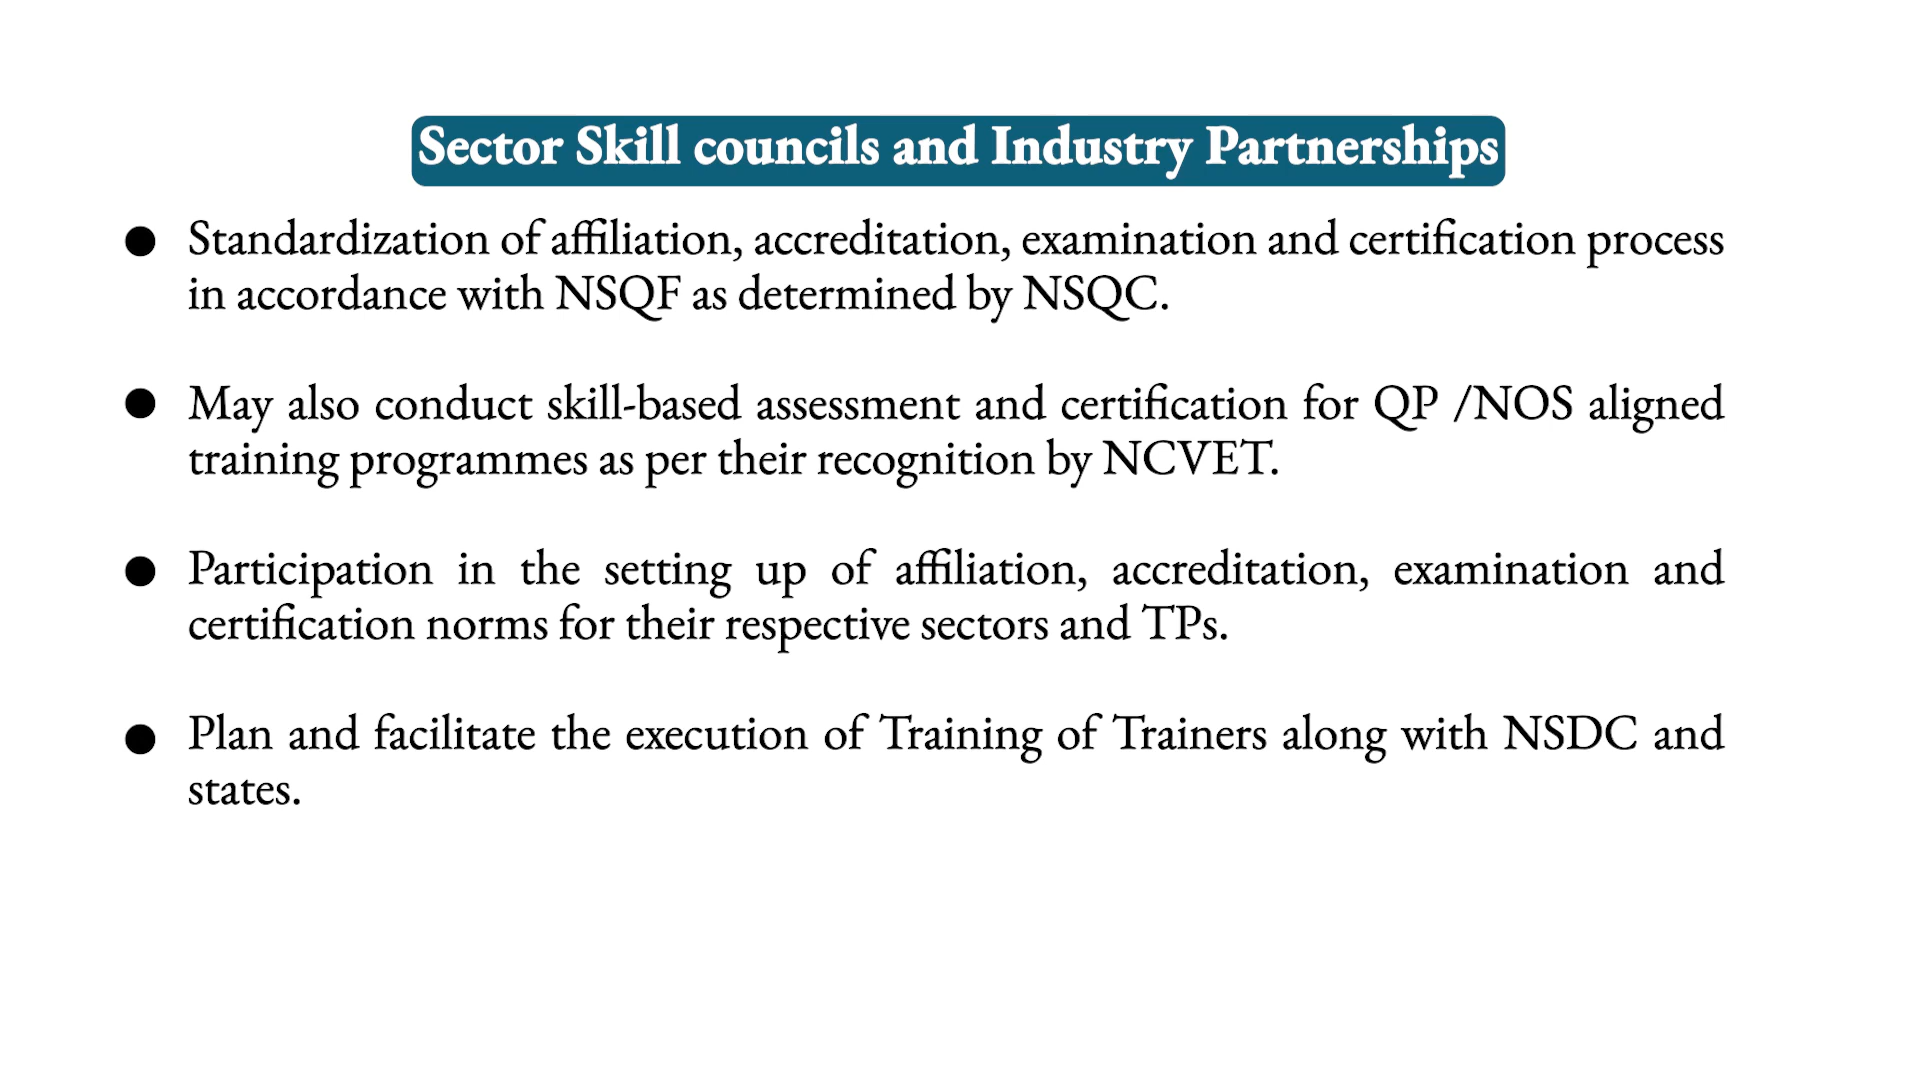 Sector Skill councils and Industry Partnerships
● Standardization of affiliation, accreditation, examination and certification process
in accordance with NSQF as determined by NSQC.
● May also conduct skill-based assessment and certification for QP /NOS aligned
training programmes as per their recognition by NCVET.
● Participation in the setting up of affiliation, accreditation, examination and
certification norms for their respective sectors and TPs.
● Plan and facilitate the execution of Training of Trainers along with NSDC and
states.